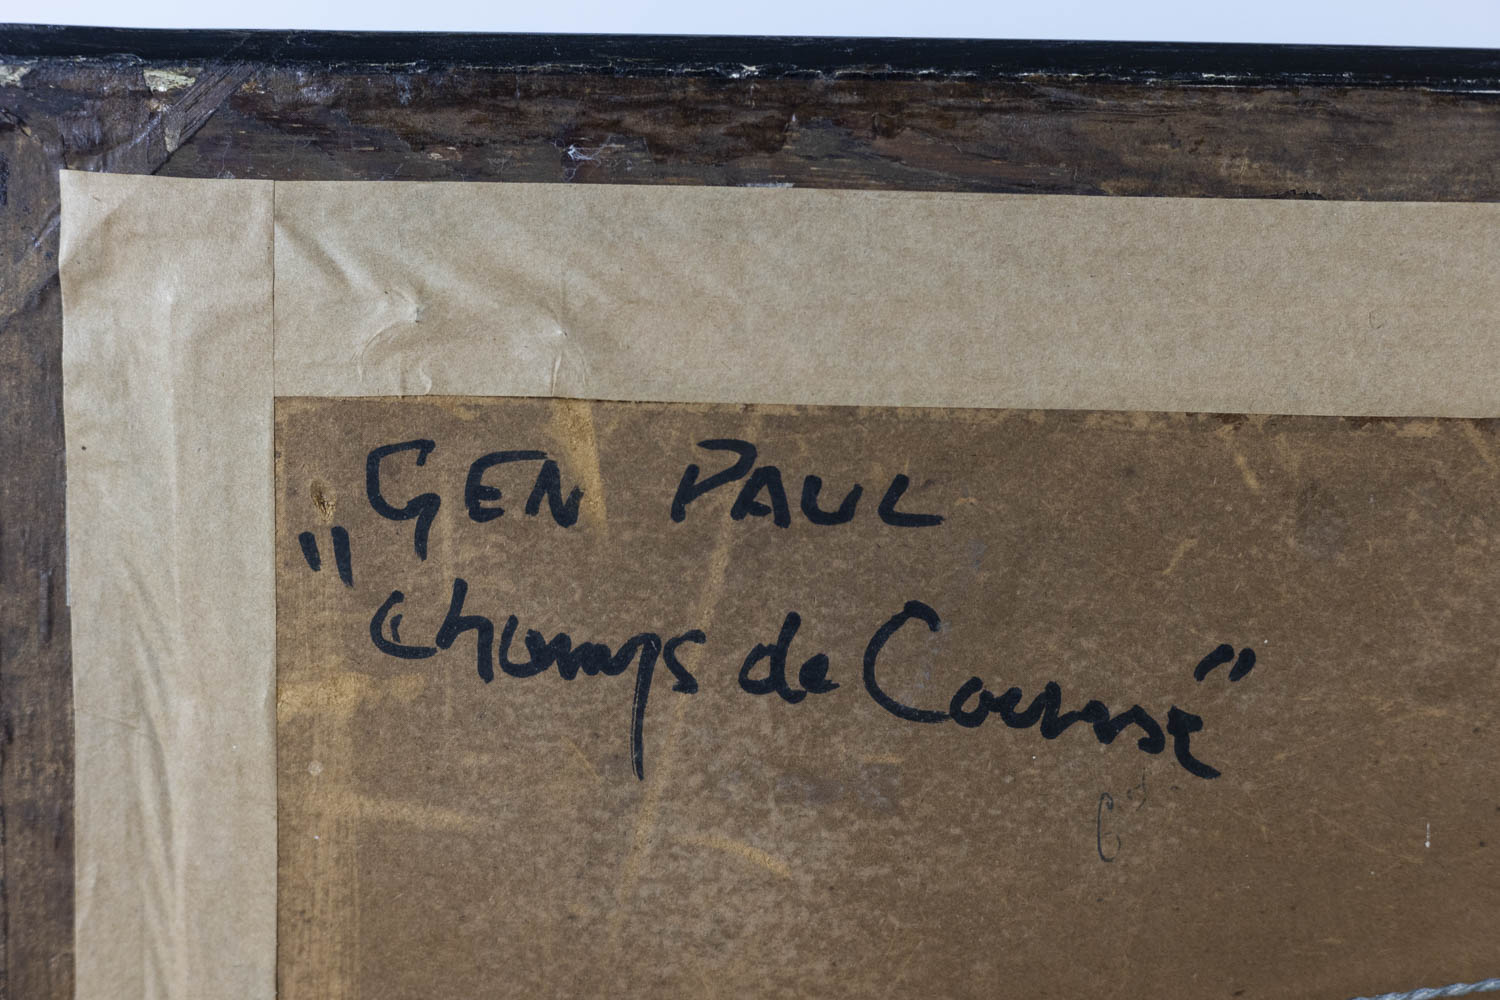 GEN PAUL
"Champs de Course"